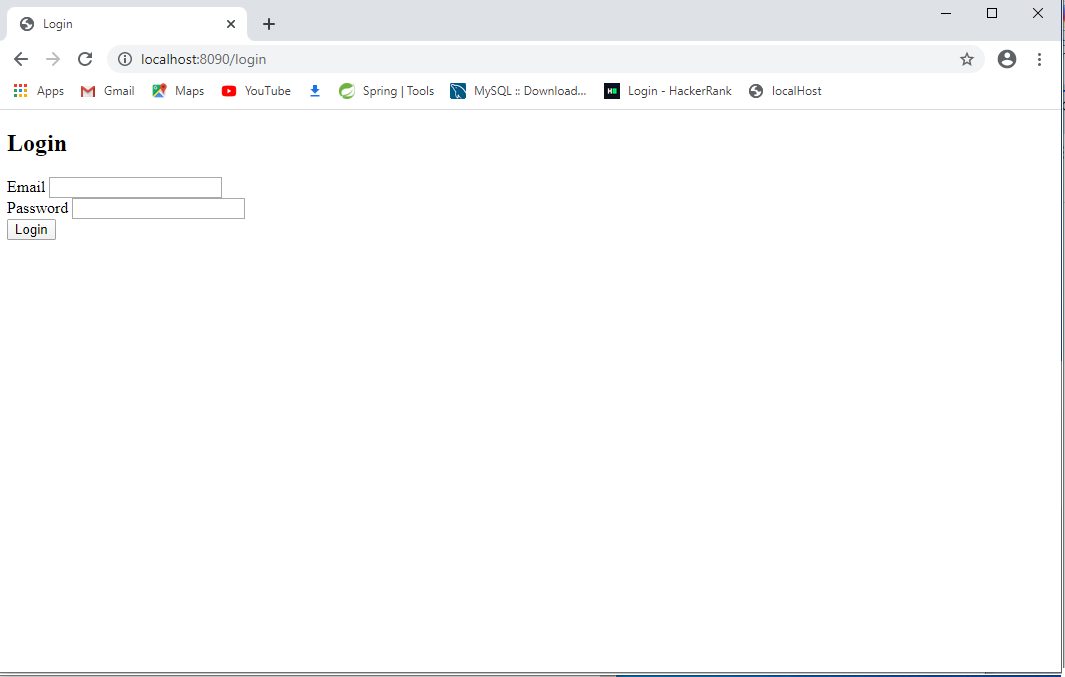 Login
localhost:8090/login
Apps Gmail Maps YouTube Spring | Tools MySQL :: Download... Login - HackerRank localHost
Login
Email
Password
Login